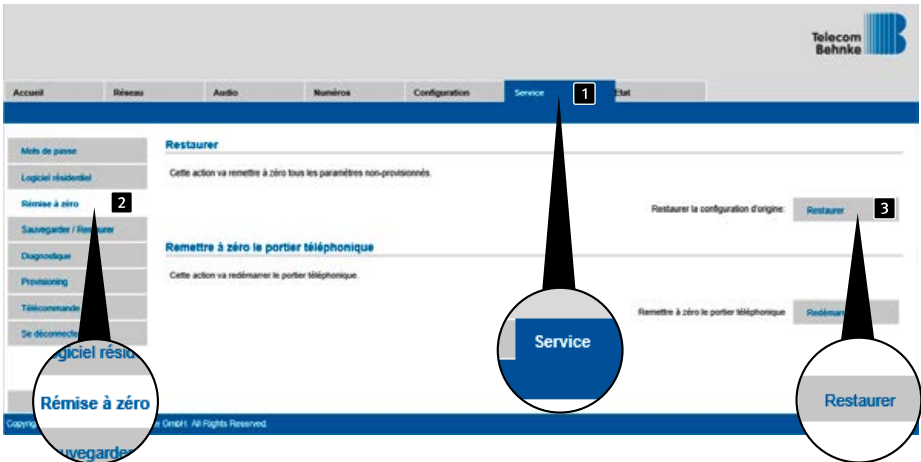 Telecom
Behnke
Accueil Réseau Audio Numéros Configuration Service 1 Etat
Mots de passe
Logiciel résidentiel
Rémise à zéro 2
Sauvegarder / Restaurer
Diagnostique
Provisioning
Télécommande
Se déconnecter
Restaurer
Cette action va remettre à zéro tous les paramètres non-provisionnés.
Restaurer la configuration d'origine: Restaurer 3
Remettre à zéro le portier téléphonique
Cette action va redémarrer le portier téléphonique.
Remettre à zéro le portier téléphonique
Service
Restaurer
Rémise à zéro
GmbH. All Rights Reserved.